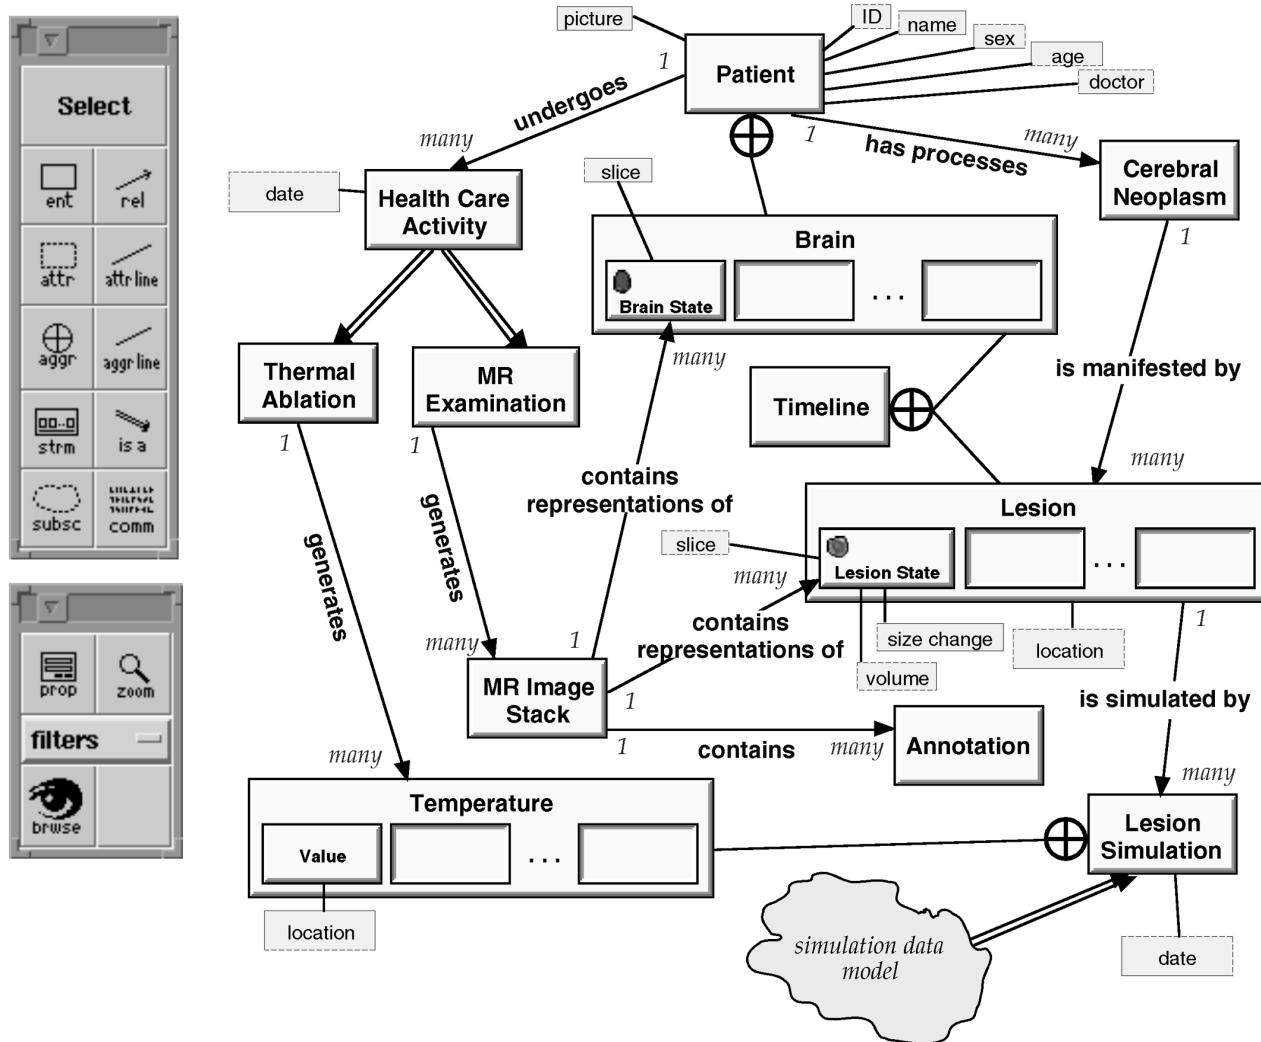 Select
ent
rel
attr
attr line
aggr
aggr line
strm
is a
subsc
comm
prop
zoom
filters
brwse
picture
ID
name
sex
age
doctor
Patient
1
undergoes
many
1
has processes
many
date
Health Care
Activity
slice
Cerebral
Neoplasm
1
Brain
Brain State
...
many
Thermal
Ablation
1
MR
Examination
1
Timeline
is manifested by
many
contains
representations of
generates
generates
Lesion
slice
Lesion State
...
many
size change
location
volume
1
contains
representations of
many
1
MR Image
Stack
1
1
contains
many
Annotation
is simulated by
many
many
Temperature
Value
...
location
Lesion
Simulation
simulation data
model
date